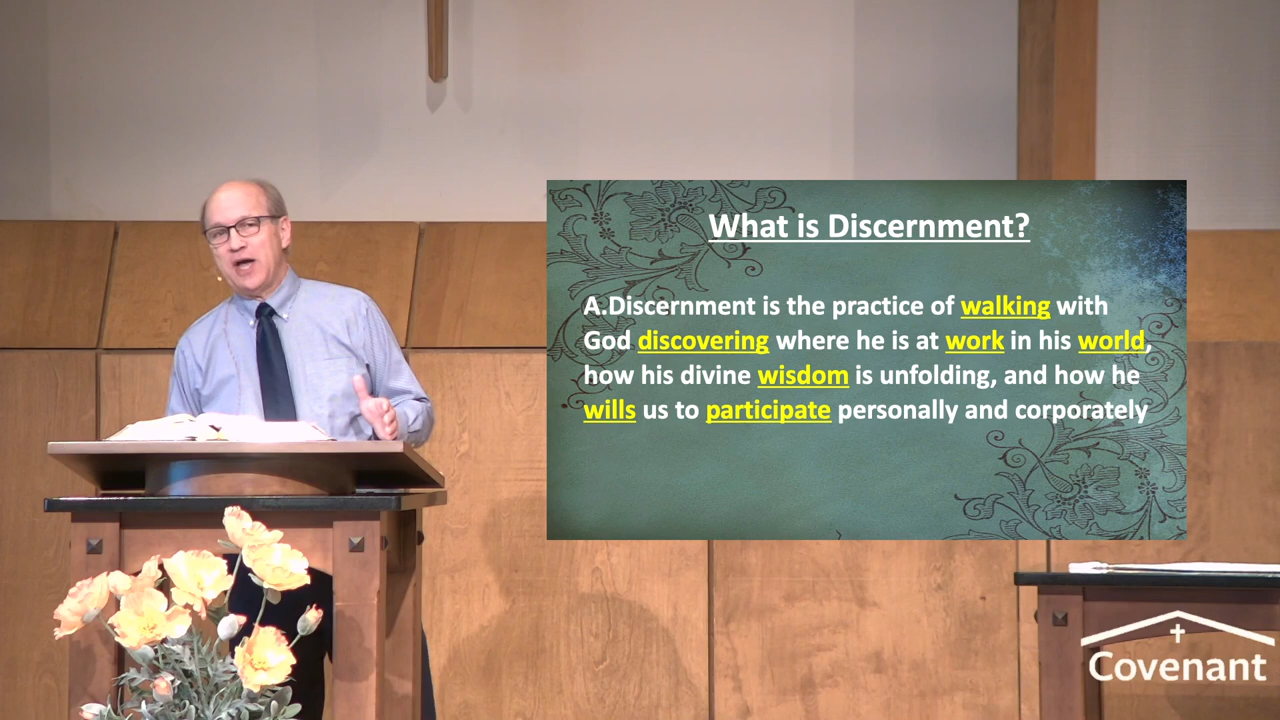 What is Discernment?
A.Discernment is the practice of walking with
God discovering where he is at work in his world,
how his divine wisdom is unfolding, and how he
wills us to participate personally and corporately
Covenant